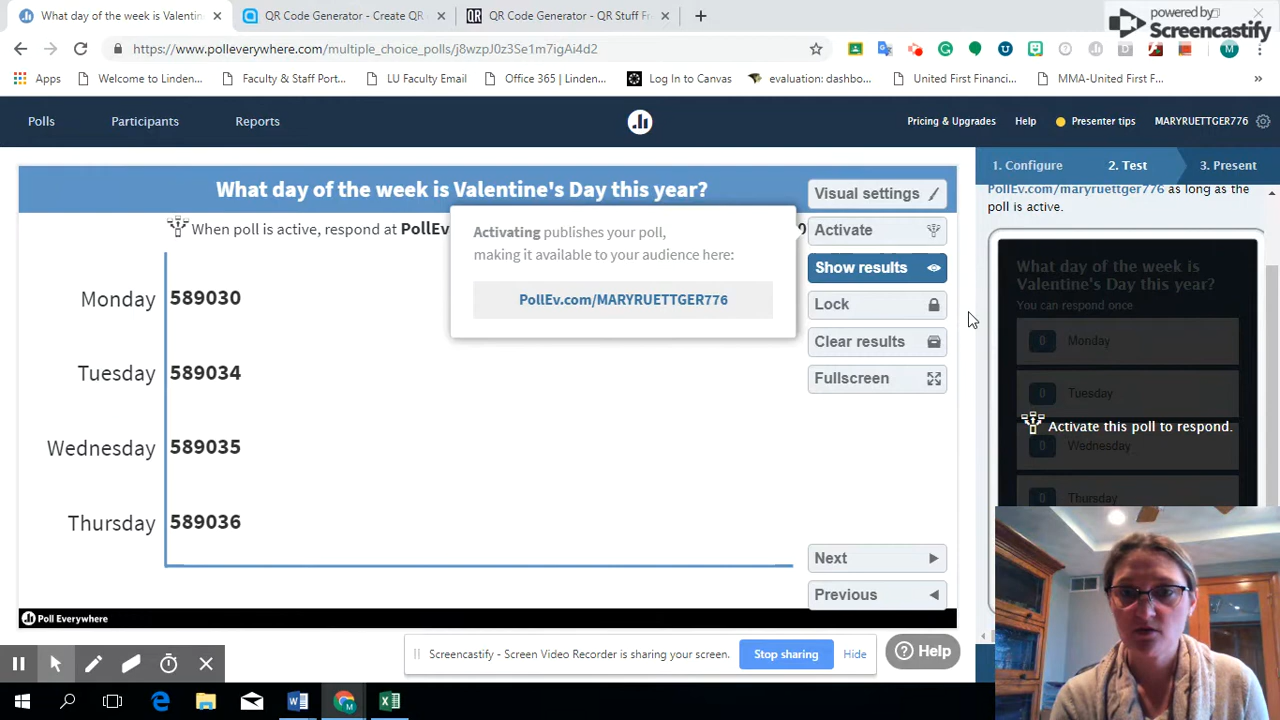 What day of the week is Valentin
QR Code Generator - Create QR
QR Code Generator - QR Stuff Fr
powered by
Screencastify
https://www.polleverywhere.com/multiple_choice_polls/j8wzpJ0z3Se1m7igAi4d2
Apps
Welcome to Linden...
Faculty & Staff Port...
LU Faculty Email
Office 365 | Linden...
Log In to Canvas
evaluation: dashbo...
United First Financi...
MMA-United First F...
Polls
Participants
Reports
Pricing & Upgrades
Help
Presenter tips
MARYRUETTGER776
1. Configure
2. Test
3. Present
What day of the week is Valentine's Day this year?
When poll is active, respond at PollEv
0
Activating publishes your poll,
making it available to your audience here:
PollEv.com/MARYRUETTGER776
Monday 589030
Tuesday 589034
Wednesday 589035
Thursday 589036
Visual settings
Activate
Show results
Lock
Clear results
Fullscreen
Next
Previous
Poll Everywhere
PollEv.com/maryruettger776 as long as the
poll is active.
What day of the week is
Valentine's Day this year?
You can respond once
0 Monday
0 Tuesday
Activate this poll to respond.
0 Wednesday
0 Thursday
Screencastify - Screen Video Recorder is sharing your screen.
Stop sharing
Hide
Help